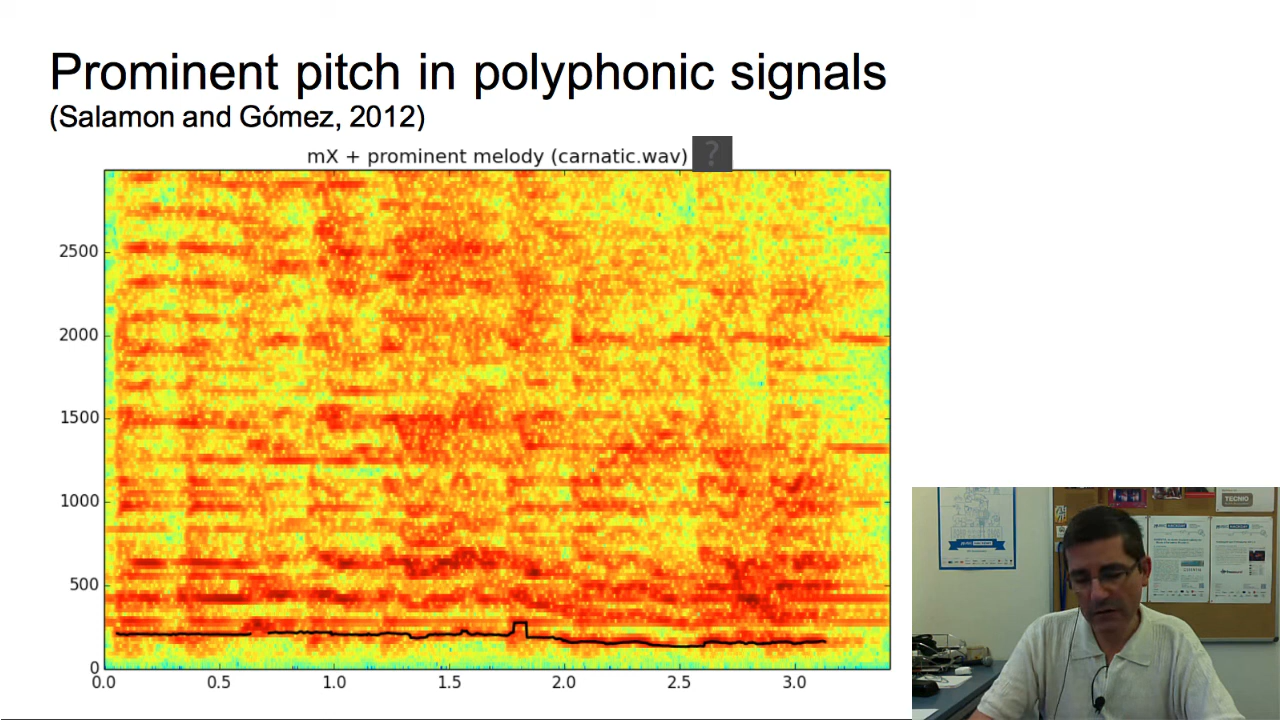 Prominent pitch in polyphonic signals
(Salamon and Gómez, 2012)
mX + prominent melody (carnatic.wav)
?
2500
2000
1500
1000
500
0
0.0 0.5 1.0 1.5 2.0 2.5 3.0
TECNIO